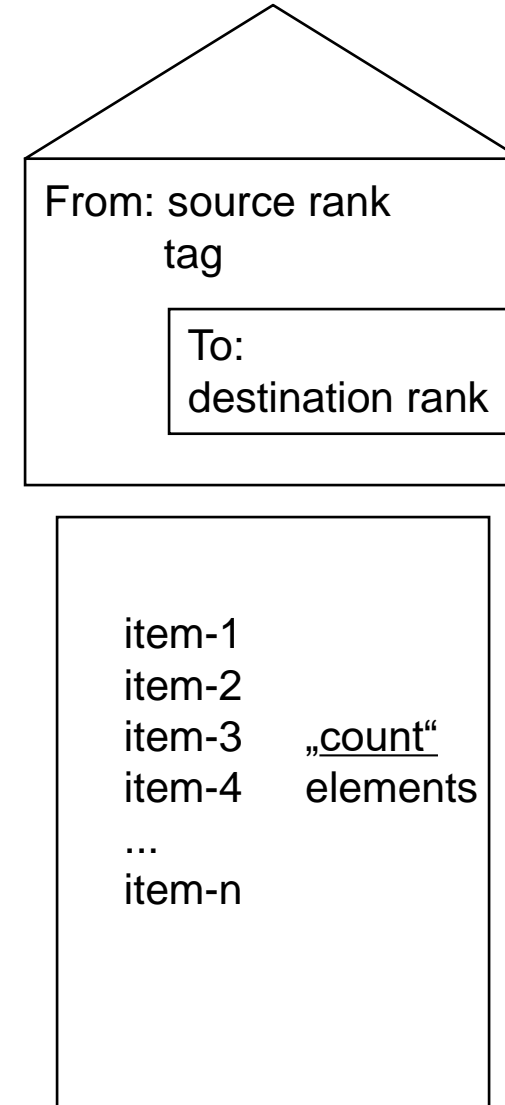 From: source rank
tag
To:
destination rank
item-1
item-2
item-3 „count“
item-4 elements
...
item-n